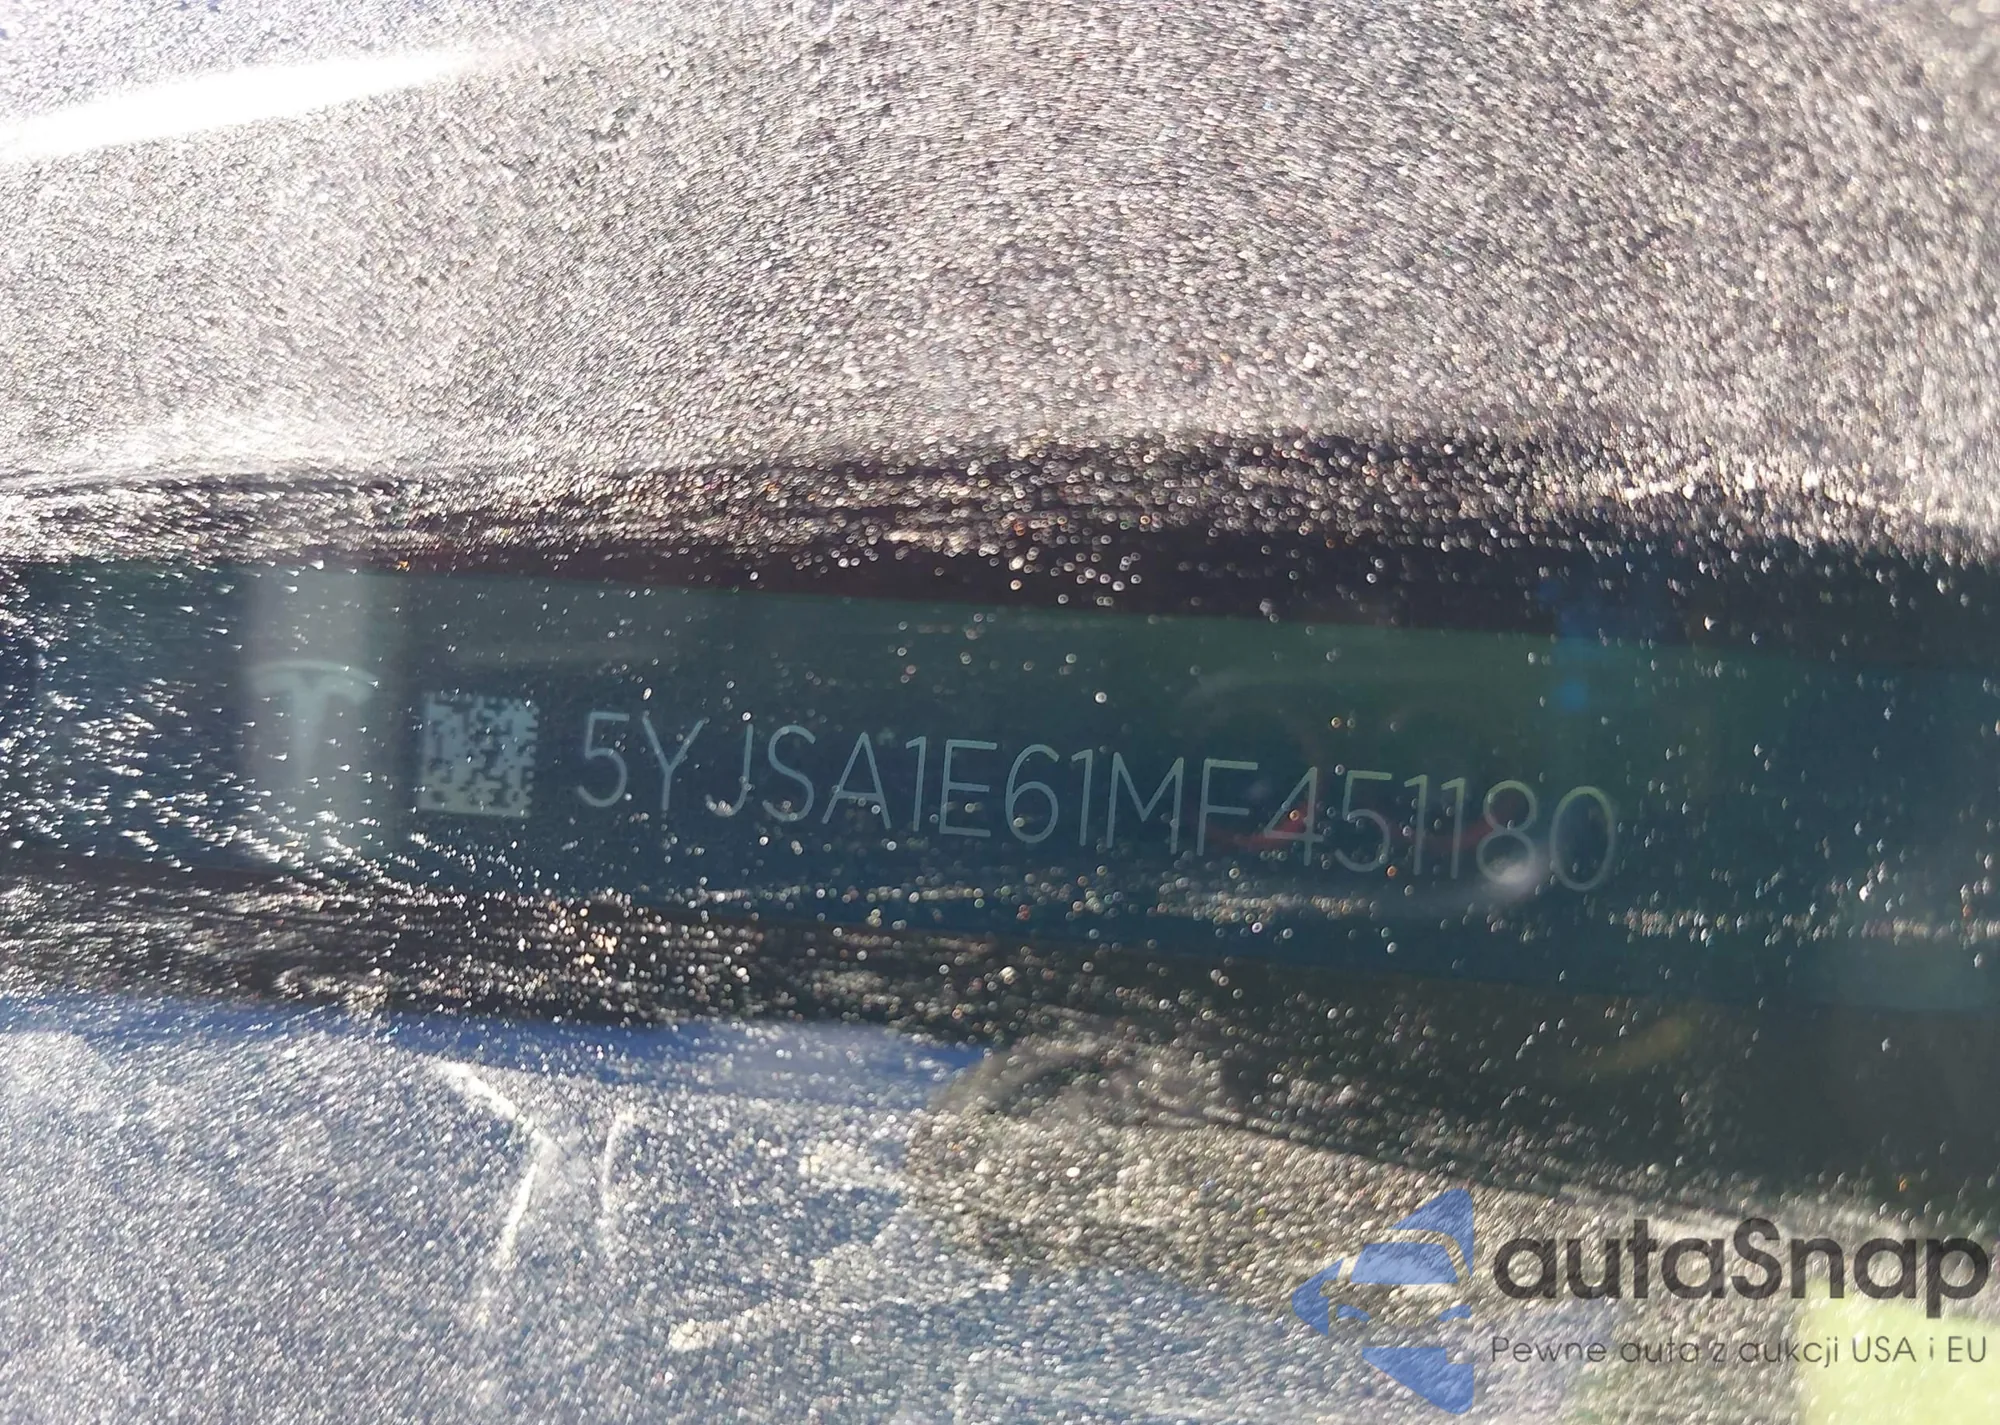 5YJSA1E61MF451180
autaSnap
Pewne auta z aukcji USA i EU